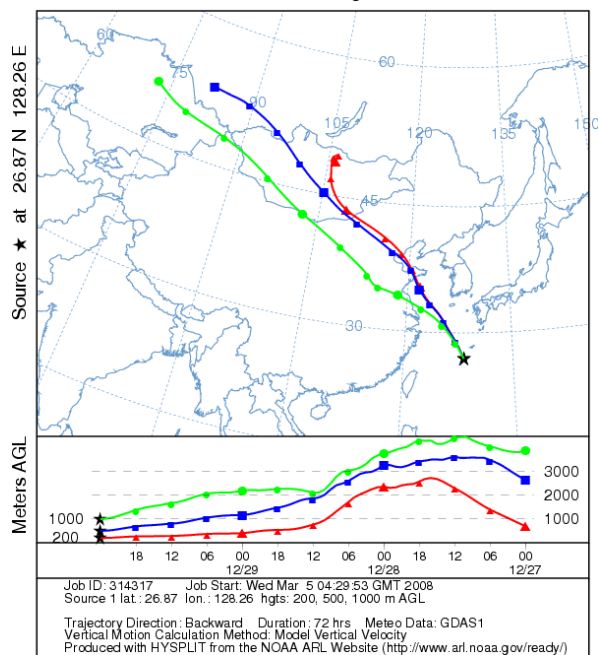 60
75
90
105
60
120
135
150
45
30
Source ★ at 26.87 N 128.26 E
Meters AGL
3000
2000
1000
1000
200
18 12 06 00 18 12 06 00 18 12 06 00
12/29 12/28 12/27
Job ID: 314317 Job Start: Wed Mar 5 04:29:53 GMT 2008
Source 1 lat.: 26.87 lon.: 128.26 hgts: 200, 500, 1000 m AGL
Trajectory Direction: Backward Duration: 72 hrs Meteo Data: GDAS1
Vertical Motion Calculation Method: Model Vertical Velocity
Produced with HYSPLIT from the NOAA ARL Website (http://www.arl.noaa.gov/ready/)